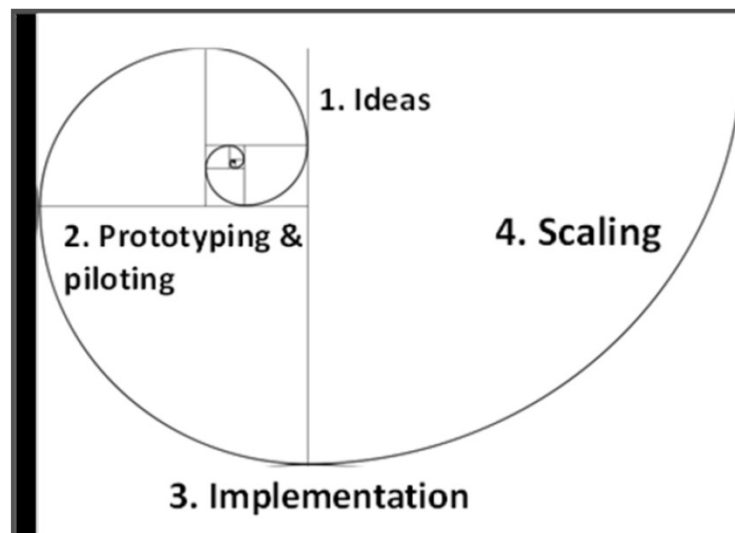 1. Ideas
2. Prototyping &
piloting
4. Scaling
3. Implementation